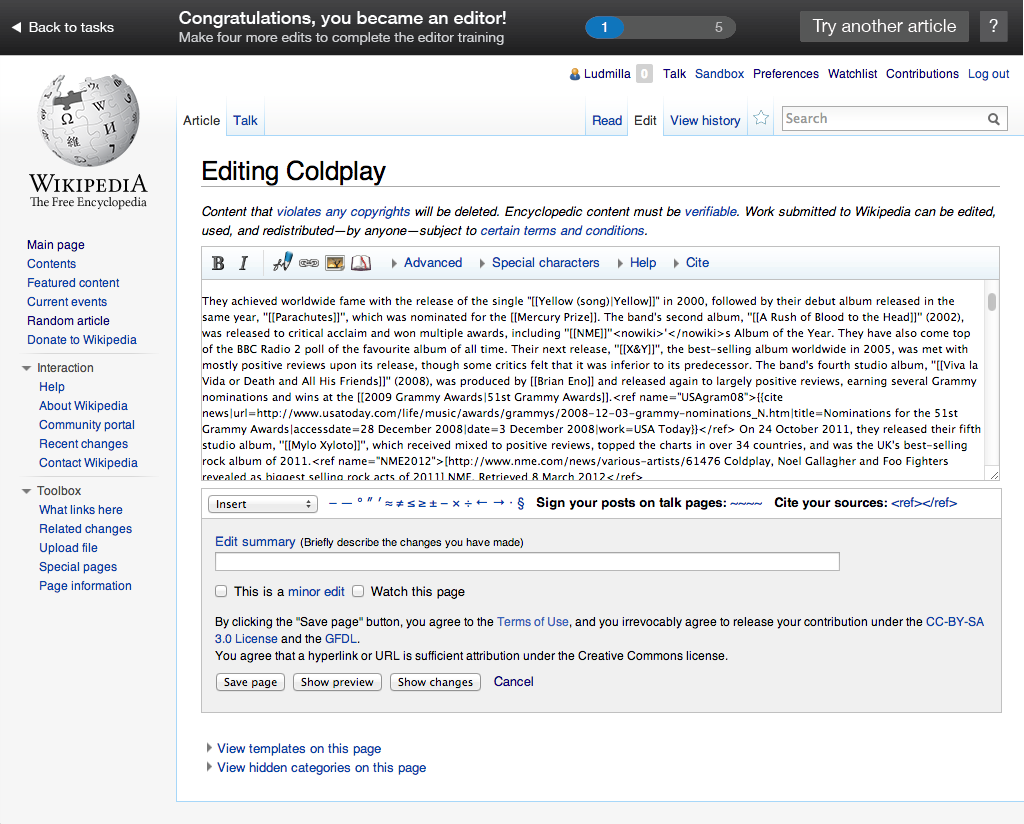 Back to tasks
Congratulations, you became an editor!
Make four more edits to complete the editor training
1 5
Try another article
?
Ludmilla 0 Talk Sandbox Preferences Watchlist Contributions Log out
Article Talk Read Edit View history Search
WIKIPEDIA
The Free Encyclopedia
Main page
Contents
Featured content
Current events
Random article
Donate to Wikipedia
Interaction
Help
About Wikipedia
Community portal
Recent changes
Contact Wikipedia
Toolbox
What links here
Related changes
Upload file
Special pages
Page information
Editing Coldplay
Content that violates any copyrights will be deleted. Encyclopedic content must be verifiable. Work submitted to Wikipedia can be edited,
used, and redistributed—by anyone—subject to certain terms and conditions.
B I Advanced Special characters Help Cite
They achieved worldwide fame with the release of the single "[[Yellow (song)|Yellow]]" in 2000, followed by their debut album released in the
same year, ''[[Parachutes]]'', which was nominated for the [[Mercury Prize]]. The band's second album, ''[[A Rush of Blood to the Head]]'' (2002),
was released to critical acclaim and won multiple awards, including ''[[NME]]''<nowiki>'</nowiki>s Album of the Year. They have also come top
of the BBC Radio 2 poll of the favourite album of all time. Their next release, ''[[X&Y]]'', the best-selling album worldwide in 2005, was met with
mostly positive reviews upon its release, though some critics felt that it was inferior to its predecessor. The band's fourth studio album, ''[[Viva la
Vida or Death and All His Friends]]'' (2008), was produced by [[Brian Eno]] and released again to largely positive reviews, earning several Grammy
nominations and wins at the [[2009 Grammy Awards|51st Grammy Awards]].<ref name="USAgram08">{{cite
news|url=http://www.usatoday.com/life/music/awards/grammys/2008-12-03-grammy-nominations_N.htm|title=Nominations for the 51st
Grammy Awards|accessdate=28 December 2008|date=3 December 2008|work=USA Today}}</ref> On 24 October 2011, they released their fifth
studio album, ''[[Mylo Xyloto]]'', which received mixed to positive reviews, topped the charts in over 34 countries, and was the UK's best-selling
rock album of 2011.<ref name="NME2012">[http://www.nme.com/news/various-artists/61476 Coldplay, Noel Gallagher and Foo Fighters
revealed as biggest selling rock acts of 2011] NME. Retrieved 8 March 2012</ref>
Insert – — ° ″ ′ ≈ ≠ ≤ ≥ ± − × ÷ ← → · § Sign your posts on talk pages: ~~~~ Cite your sources: <ref></ref>
Edit summary (Briefly describe the changes you have made)
This is a minor edit Watch this page
By clicking the "Save page" button, you agree to the Terms of Use, and you irrevocably agree to release your contribution under the CC-BY-SA
3.0 License and the GFDL.
You agree that a hyperlink or URL is sufficient attribution under the Creative Commons license.
Save page Show preview Show changes Cancel
View templates on this page
View hidden categories on this page